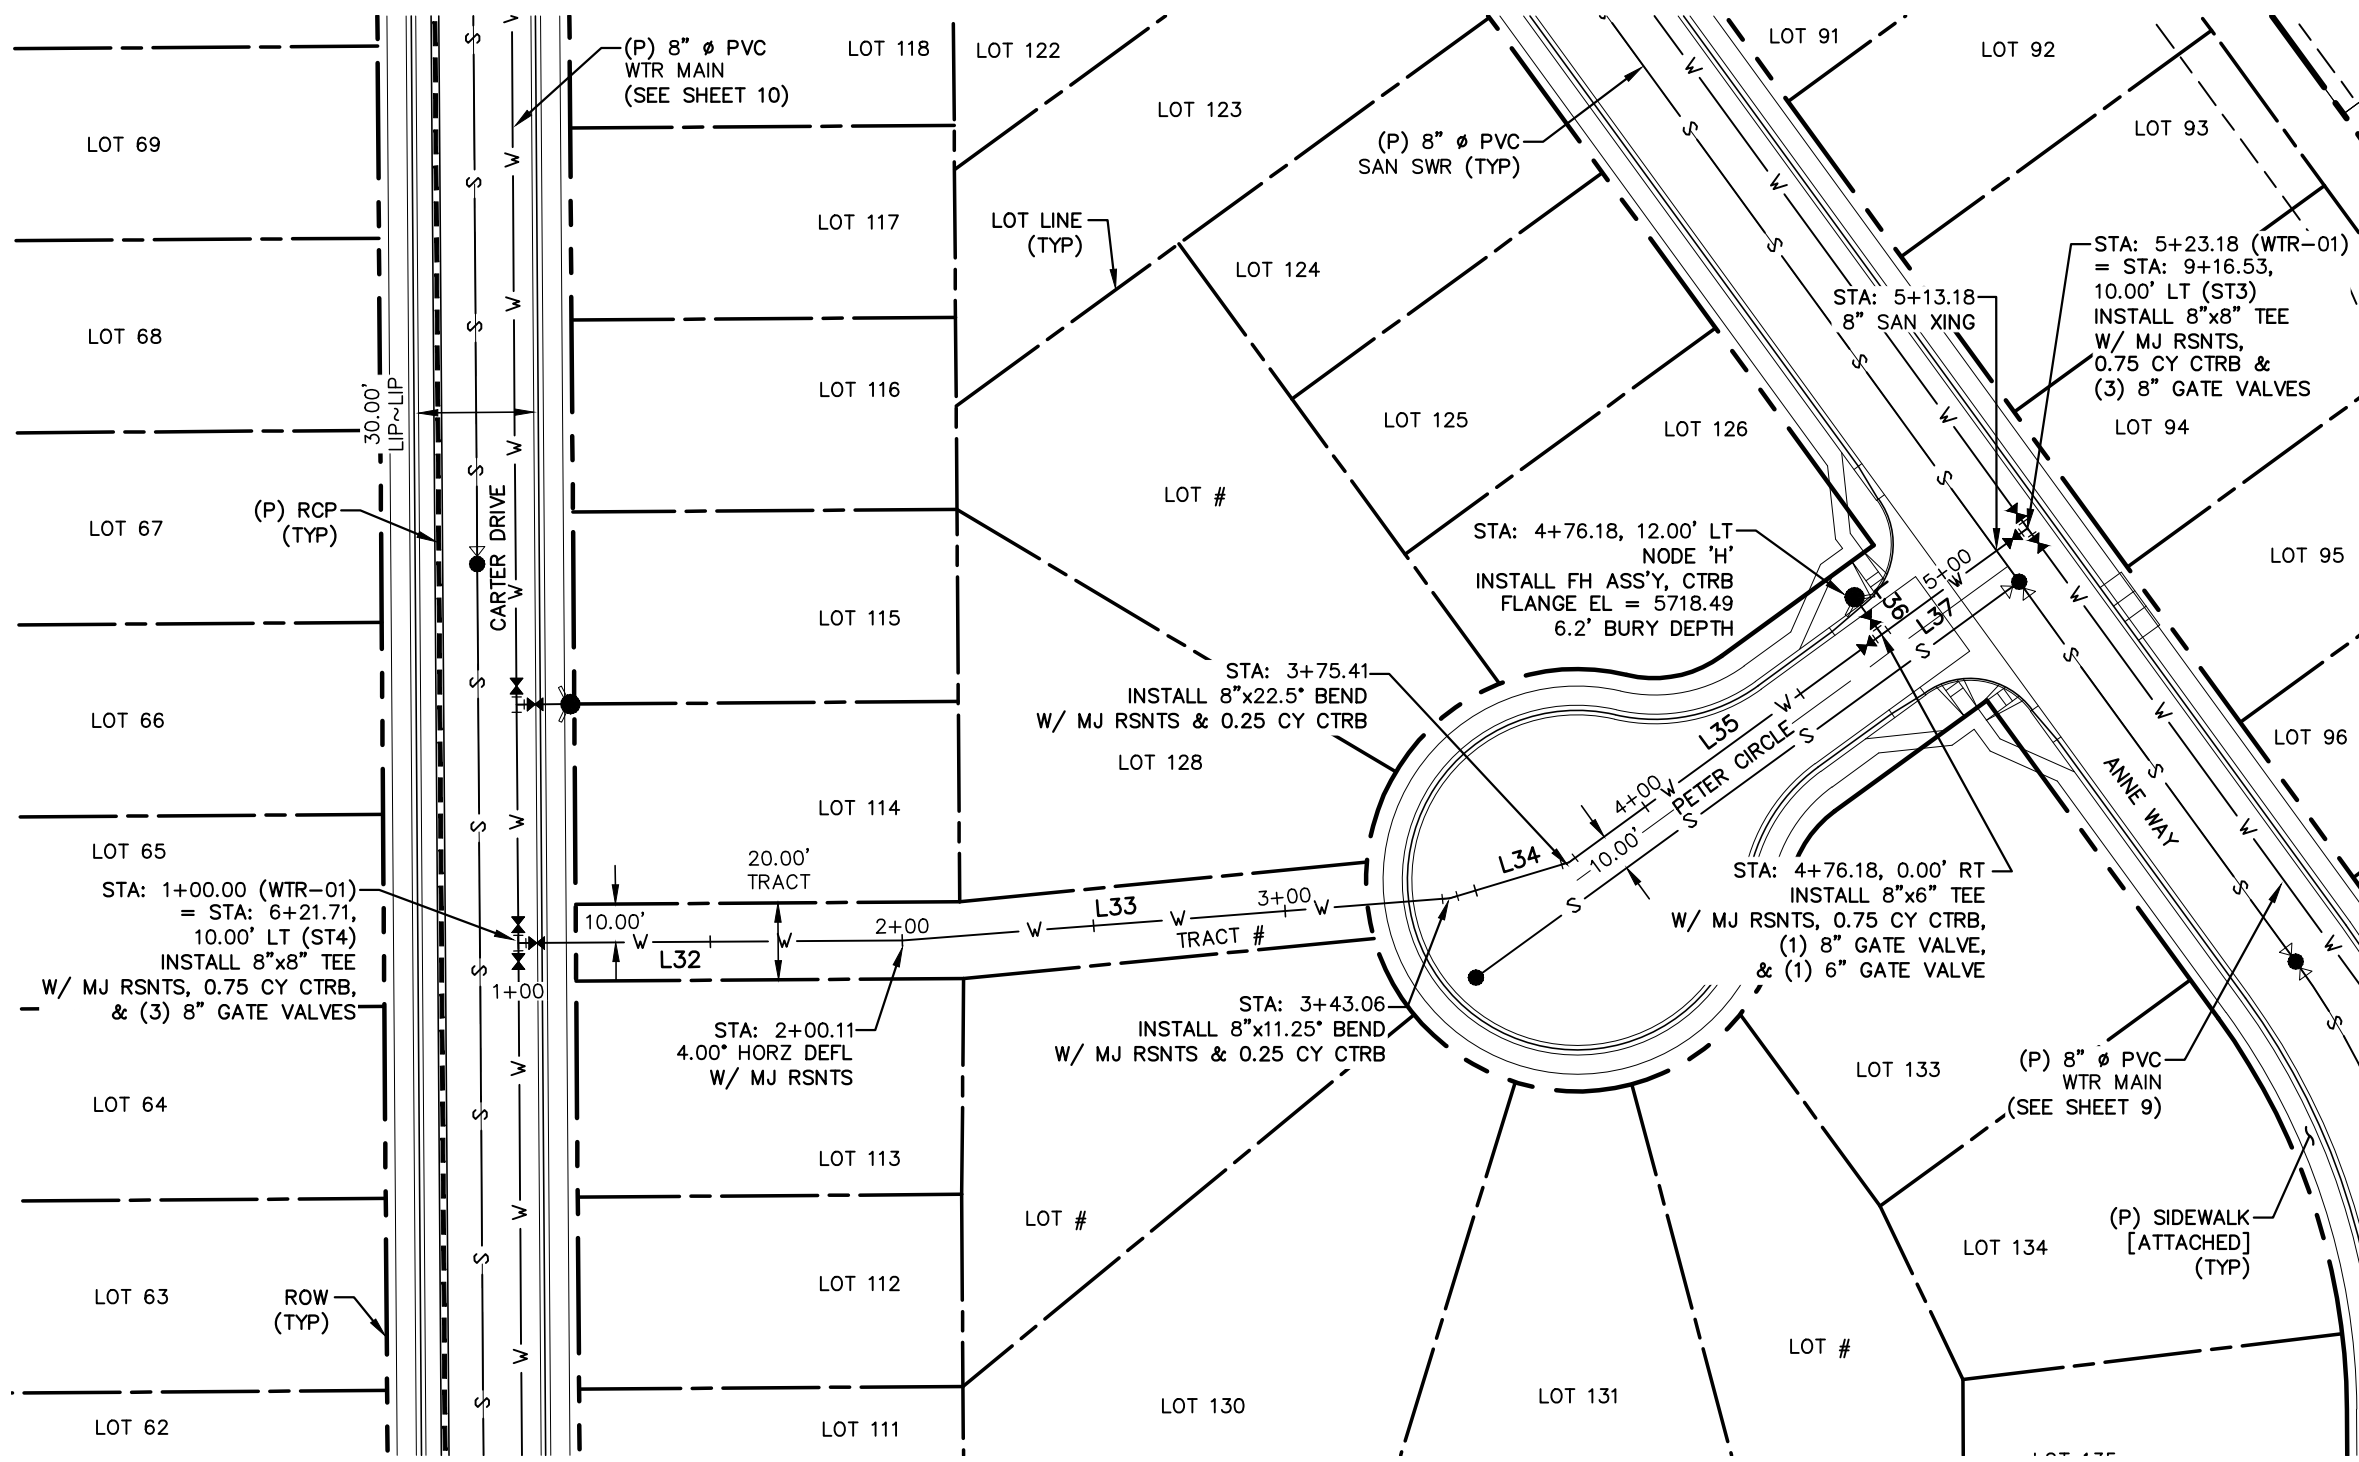 (P) 8" ø PVC
WTR MAIN
(SEE SHEET 10)
LOT 118
LOT 122
LOT 91
LOT 92
LOT 69
LOT 123
LOT 93
(P) 8" ø PVC
SAN SWR (TYP)
LOT 117
LOT LINE
(TYP)
LOT 124
STA: 5+23.18 (WTR-01)
= STA: 9+16.53,
10.00' LT (ST3)
INSTALL 8"x8" TEE
W/ MJ RSNTS,
0.75 CY CTRB &
(3) 8" GATE VALVES
STA: 5+13.18
8" SAN XING
LOT 68
30.00'
LIP~LIP
LOT 116
LOT 125
LOT 126
LOT 94
LOT #
(P) RCP
(TYP)
LOT 67
CARTER DRIVE
STA: 4+76.18, 12.00' LT
NODE 'H'
INSTALL FH ASS'Y, CTRB
FLANGE EL = 5718.49
6.2' BURY DEPTH
5+00
LOT 95
36
L37
LOT 115
STA: 3+75.41
INSTALL 8"x22.5° BEND
W/ MJ RSNTS & 0.25 CY CTRB
LOT 66
L35
PETER CIRCLE
LOT 96
LOT 128
ANNE WAY
LOT 114
4+00
10.00'
LOT 65
20.00'
TRACT
L34
STA: 1+00.00 (WTR-01)
= STA: 6+21.71,
10.00' LT (ST4)
INSTALL 8"x8" TEE
W/ MJ RSNTS, 0.75 CY CTRB,
& (3) 8" GATE VALVES
STA: 4+76.18, 0.00' RT
INSTALL 8"x6" TEE
W/ MJ RSNTS, 0.75 CY CTRB,
(1) 8" GATE VALVE,
& (1) 6" GATE VALVE
10.00'
L33
3+00
2+00
TRACT #
L32
1+00
STA: 2+00.11
4.00° HORZ DEFL
W/ MJ RSNTS
STA: 3+43.06
INSTALL 8"x11.25° BEND
W/ MJ RSNTS & 0.25 CY CTRB
LOT 133
(P) 8" ø PVC
WTR MAIN
(SEE SHEET 9)
LOT 64
LOT 113
LOT #
(P) SIDEWALK
[ATTACHED]
(TYP)
LOT 134
LOT 63
ROW
(TYP)
LOT 112
LOT #
LOT 130
LOT 131
LOT 62
LOT 111